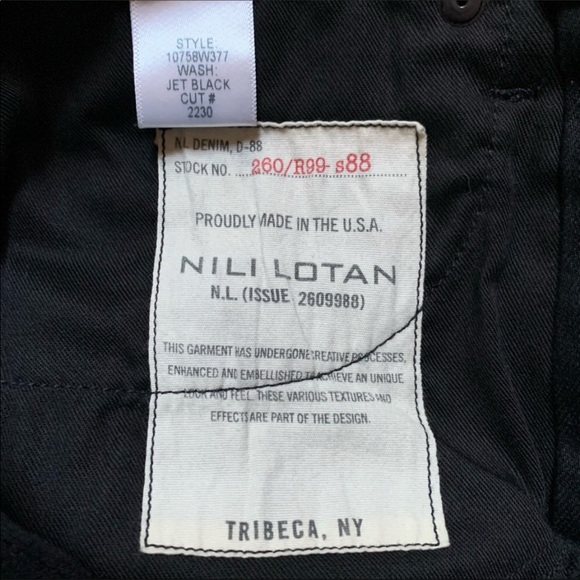 STYLE:
10758W377
WASH:
JET BLACK
CUT #
2230
NL DENIM, D-88
STOCK NO. 260/R99-s88
PROUDLY MADE IN THE U.S.A.
NILI LOTAN
N.L. (ISSUE 2609988)
THIS GARMENT HAS UNDERGONE CREATIVE PROCESSES,
ENHANCED AND EMBELLISHED TO ACHIEVE AN UNIQUE
LOOK AND FEEL. THESE VARIOUS TEXTURES AND
EFFECTS ARE PART OF THE DESIGN.
TRIBECA, NY